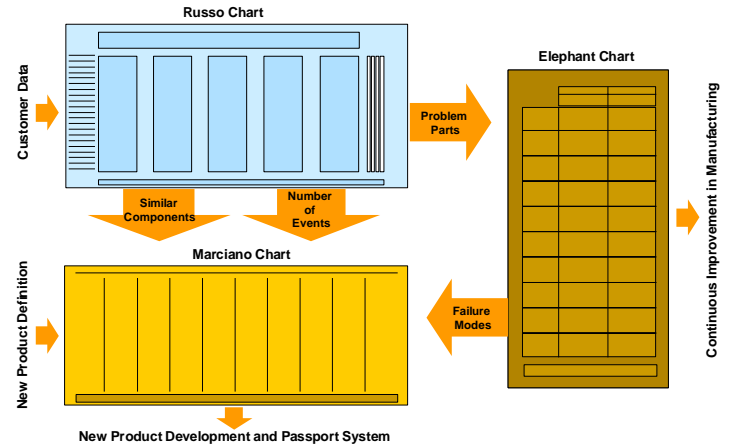 Russo Chart
Customer Data
Problem
Parts
Elephant Chart
Continuous Improvement in Manufacturing
Similar
Components
Number
of
Events
Marciano Chart
New Product Definition
Failure
Modes
New Product Development and Passport System